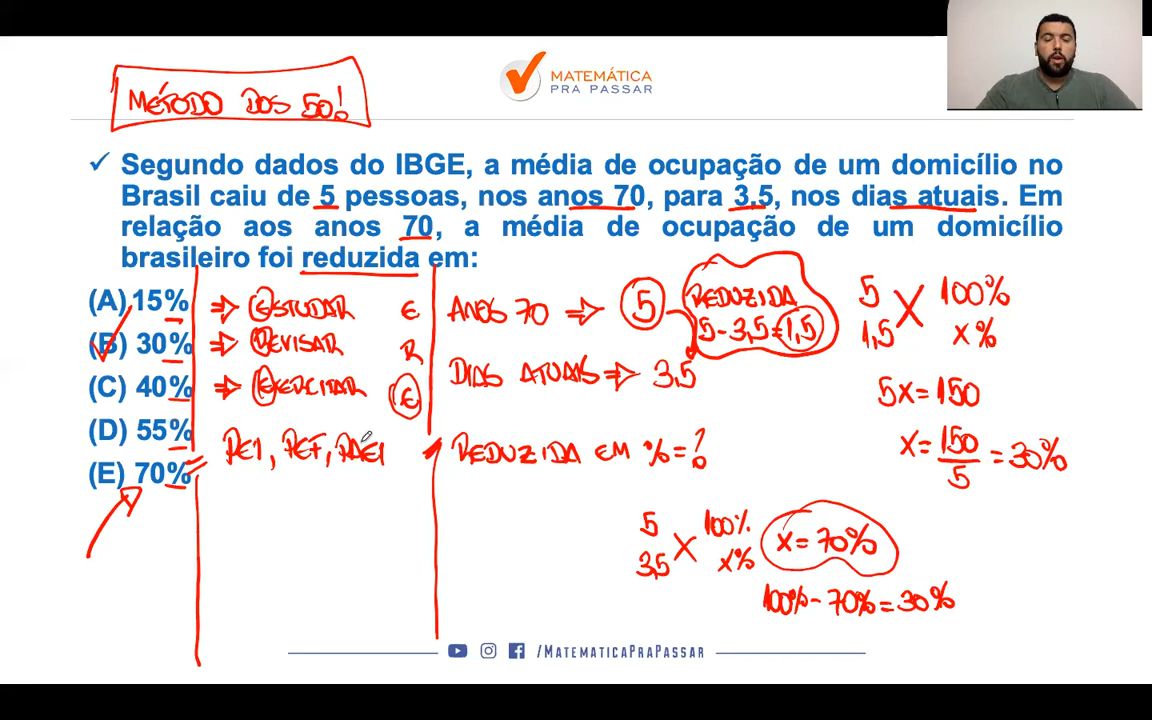 MÉTODO DOS 50!
MATEMÁTICA
PRA PASSAR
Segundo dados do IBGE, a média de ocupação de um domicílio no
Brasil caiu de 5 pessoas, nos anos 70, para 3,5, nos dias atuais. Em
relação aos anos 70, a média de ocupação de um domicílio
brasileiro foi reduzida em:
(A) 15%
(B) 30%
(C) 40%
(D) 55%
(E) 70%
⇒ ESTUDAR E
⇒ REVISAR R
⇒ EXERCITAR E
ANOS 70 ⇒ 5
REDUZIDA
5-3,5=1,5
DIAS ATUAIS ⇒ 3,5
REDUZIDA EM %=?
5 100%
1,5 x%
5x=150
x=150/5=30%
5 100%
3,5 x%
x=70%
100%-70%=30%
/MATEMATICAPRAPASSAR